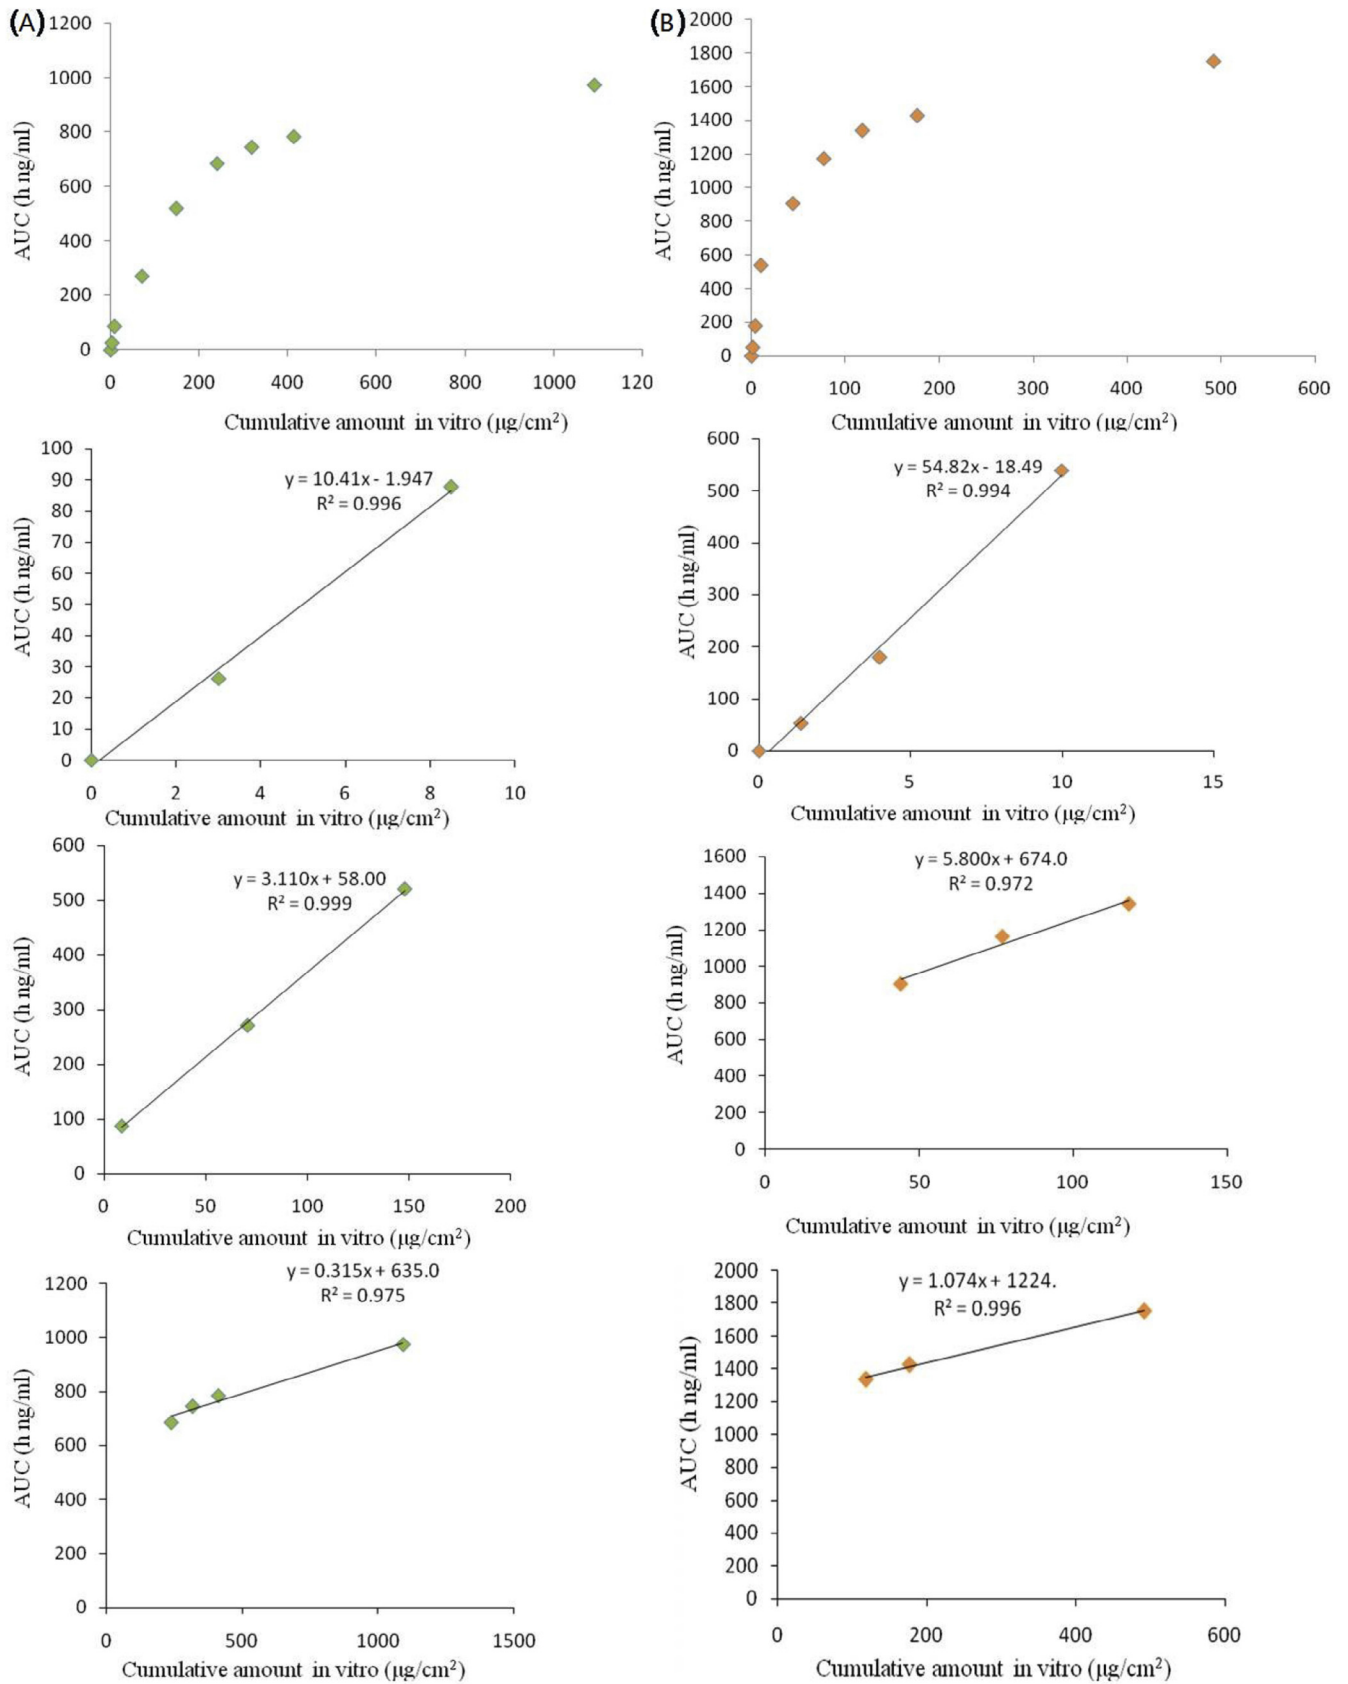 (A)
1200
1000
800
600
400
200
0
AUC (h ng/ml)
0 200 400 600 800 1000 120
Cumulative amount in vitro (μg/cm²)
(B)
2000
1800
1600
1400
1200
1000
800
600
400
200
0
AUC (h ng/ml)
0 100 200 300 400 500 600
Cumulative amount in vitro (μg/cm²)
100
90
80
70
60
50
40
30
20
10
0
AUC (h ng/ml)
y = 10.41x - 1.947
R² = 0.996
0 2 4 6 8 10
Cumulative amount in vitro (μg/cm²)
600
500
400
300
200
100
0
AUC (h ng/ml)
y = 54.82x - 18.49
R² = 0.994
0 5 10 15
Cumulative amount in vitro (μg/cm²)
600
500
400
300
200
100
0
AUC (h ng/ml)
y = 3.110x + 58.00
R² = 0.999
0 50 100 150 200
Cumulative amount in vitro (μg/cm²)
1600
1400
1200
1000
800
600
400
200
0
AUC (h ng/ml)
y = 5.800x + 674.0
R² = 0.972
0 50 100 150
Cumulative amount in vitro (μg/cm²)
1200
1000
800
600
400
200
0
AUC (h ng/ml)
y = 0.315x + 635.0
R² = 0.975
0 500 1000 1500
Cumulative amount in vitro (μg/cm²)
2000
1800
1600
1400
1200
1000
800
600
400
200
0
AUC (h ng/ml)
y = 1.074x + 1224.
R² = 0.996
0 200 400 600
Cumulative amount in vitro (μg/cm²)